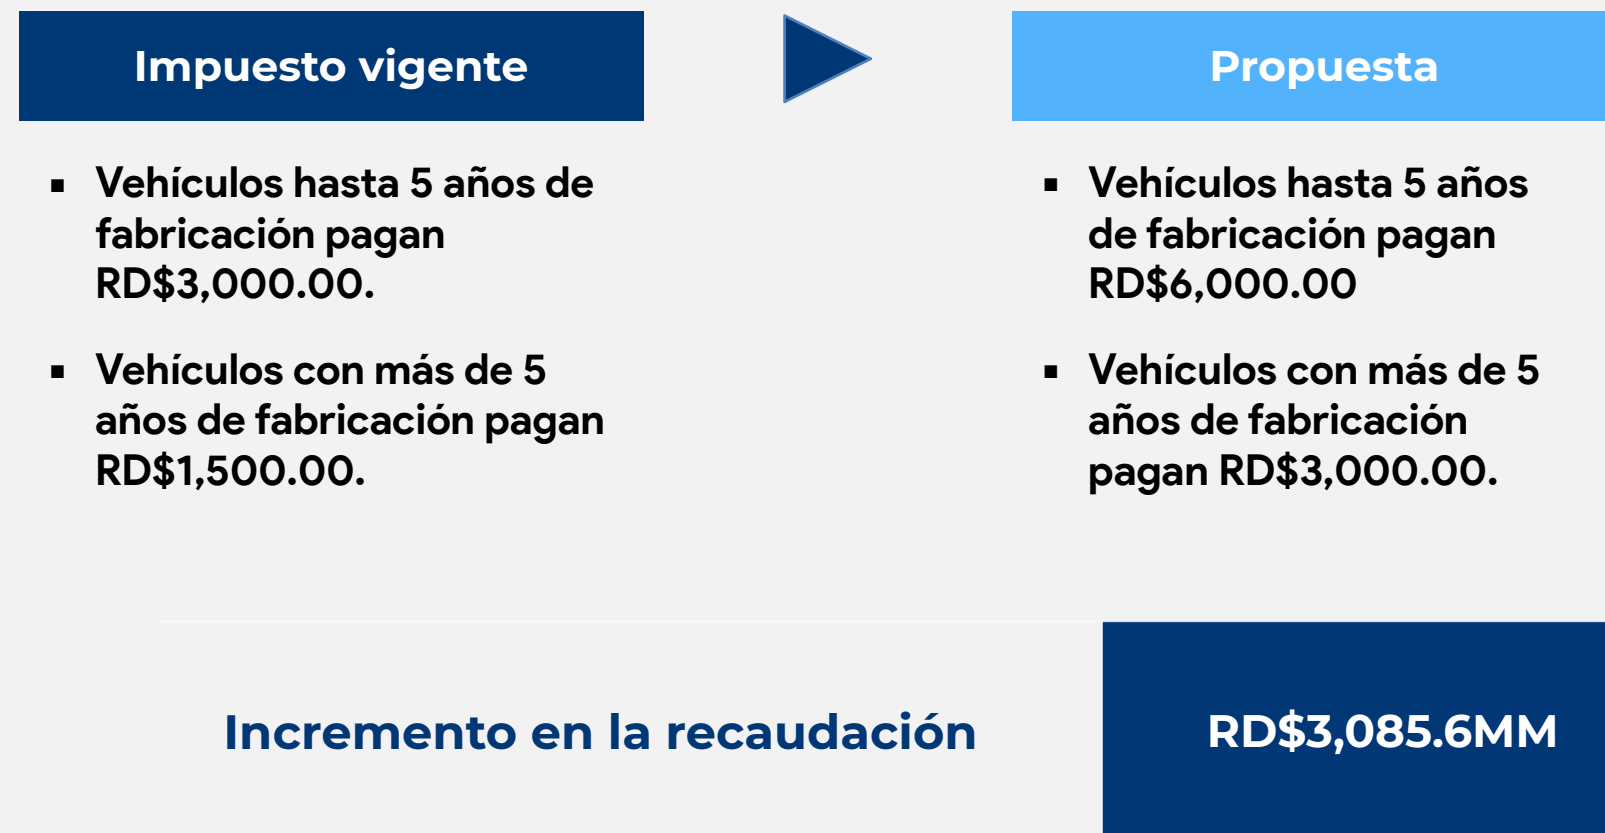 Impuesto vigente
▪ Vehículos hasta 5 años de
fabricación pagan
RD$3,000.00.
▪ Vehículos con más de 5
años de fabricación pagan
RD$1,500.00.
Propuesta
▪ Vehículos hasta 5 años
de fabricación pagan
RD$6,000.00
▪ Vehículos con más de 5
años de fabricación
pagan RD$3,000.00.
Incremento en la recaudación
RD$3,085.6MM